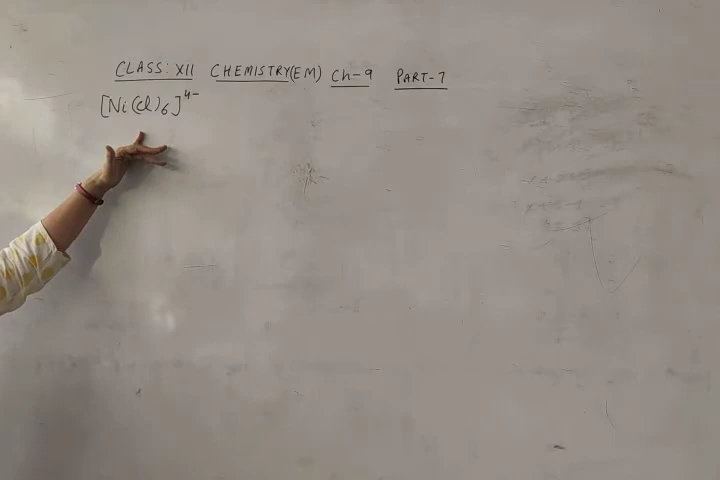 CLASS: XII CHEMISTRY(EM) Ch-9 PART-7
[Ni(Cl)6]4-